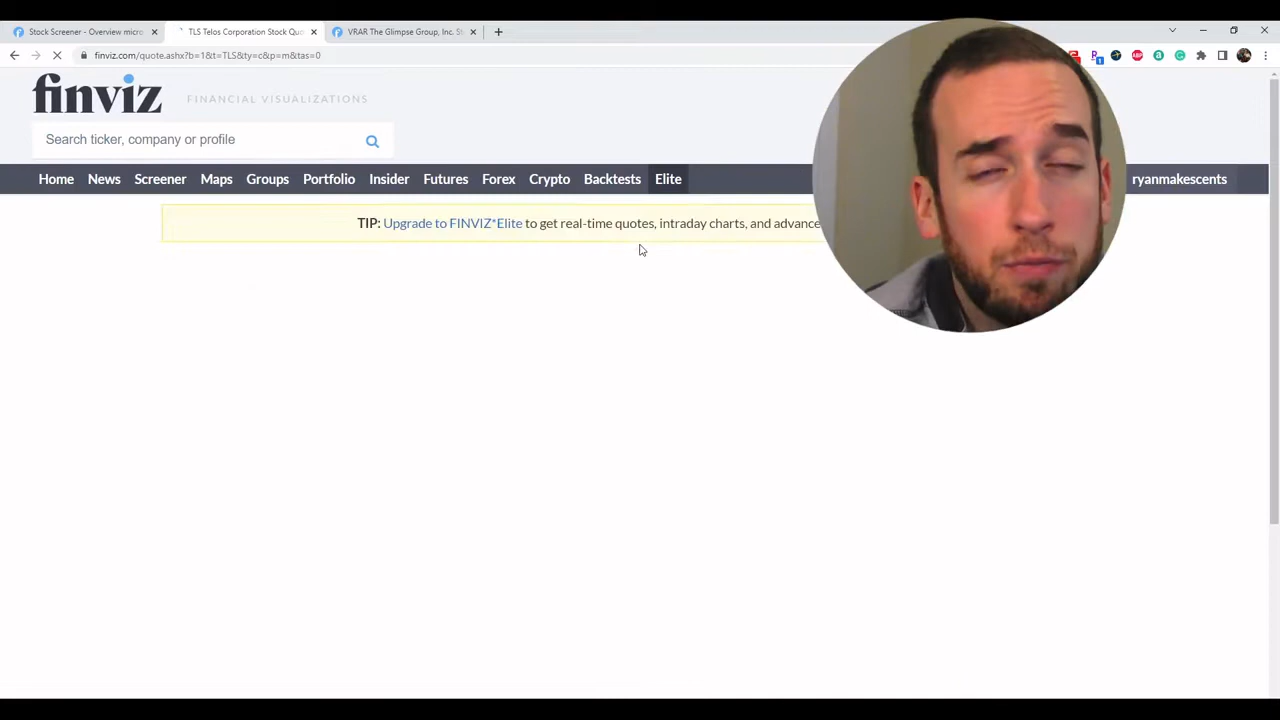 Stock Screener - Overview micro
TLS Telos Corporation Stock Quo
VRAR The Glimpse Group, Inc. St
finviz.com/quote.ashx?b=1&t=TLS&ty=c&p=m&tas=0
finviz
FINANCIAL VISUALIZATIONS
Search ticker, company or profile
Home News Screener Maps Groups Portfolio Insider Futures Forex Crypto Backtests Elite ryanmakescents
TIP: Upgrade to FINVIZ*Elite to get real-time quotes, intraday charts, and advance